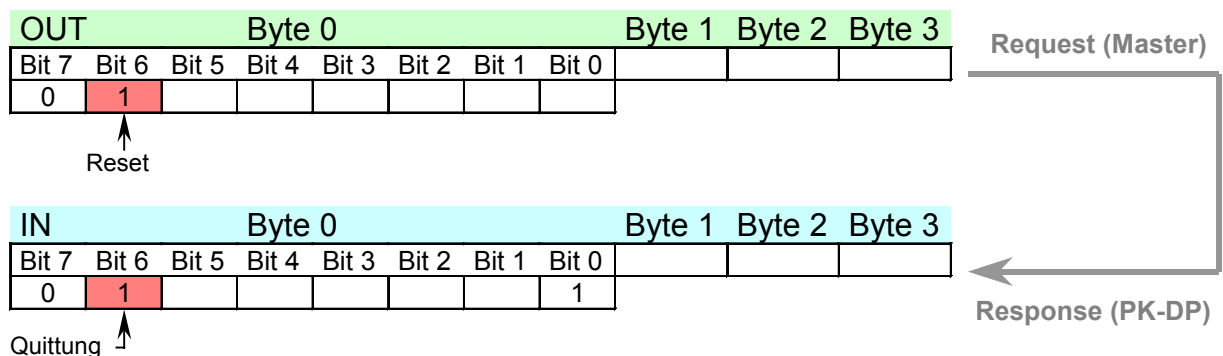 OUT Byte 0 Byte 1 Byte 2 Byte 3
Request (Master)
Bit 7 Bit 6 Bit 5 Bit 4 Bit 3 Bit 2 Bit 1 Bit 0
0 1
Reset
IN Byte 0 Byte 1 Byte 2 Byte 3
Bit 7 Bit 6 Bit 5 Bit 4 Bit 3 Bit 2 Bit 1 Bit 0
0 1 1
Response (PK-DP)
Quittung